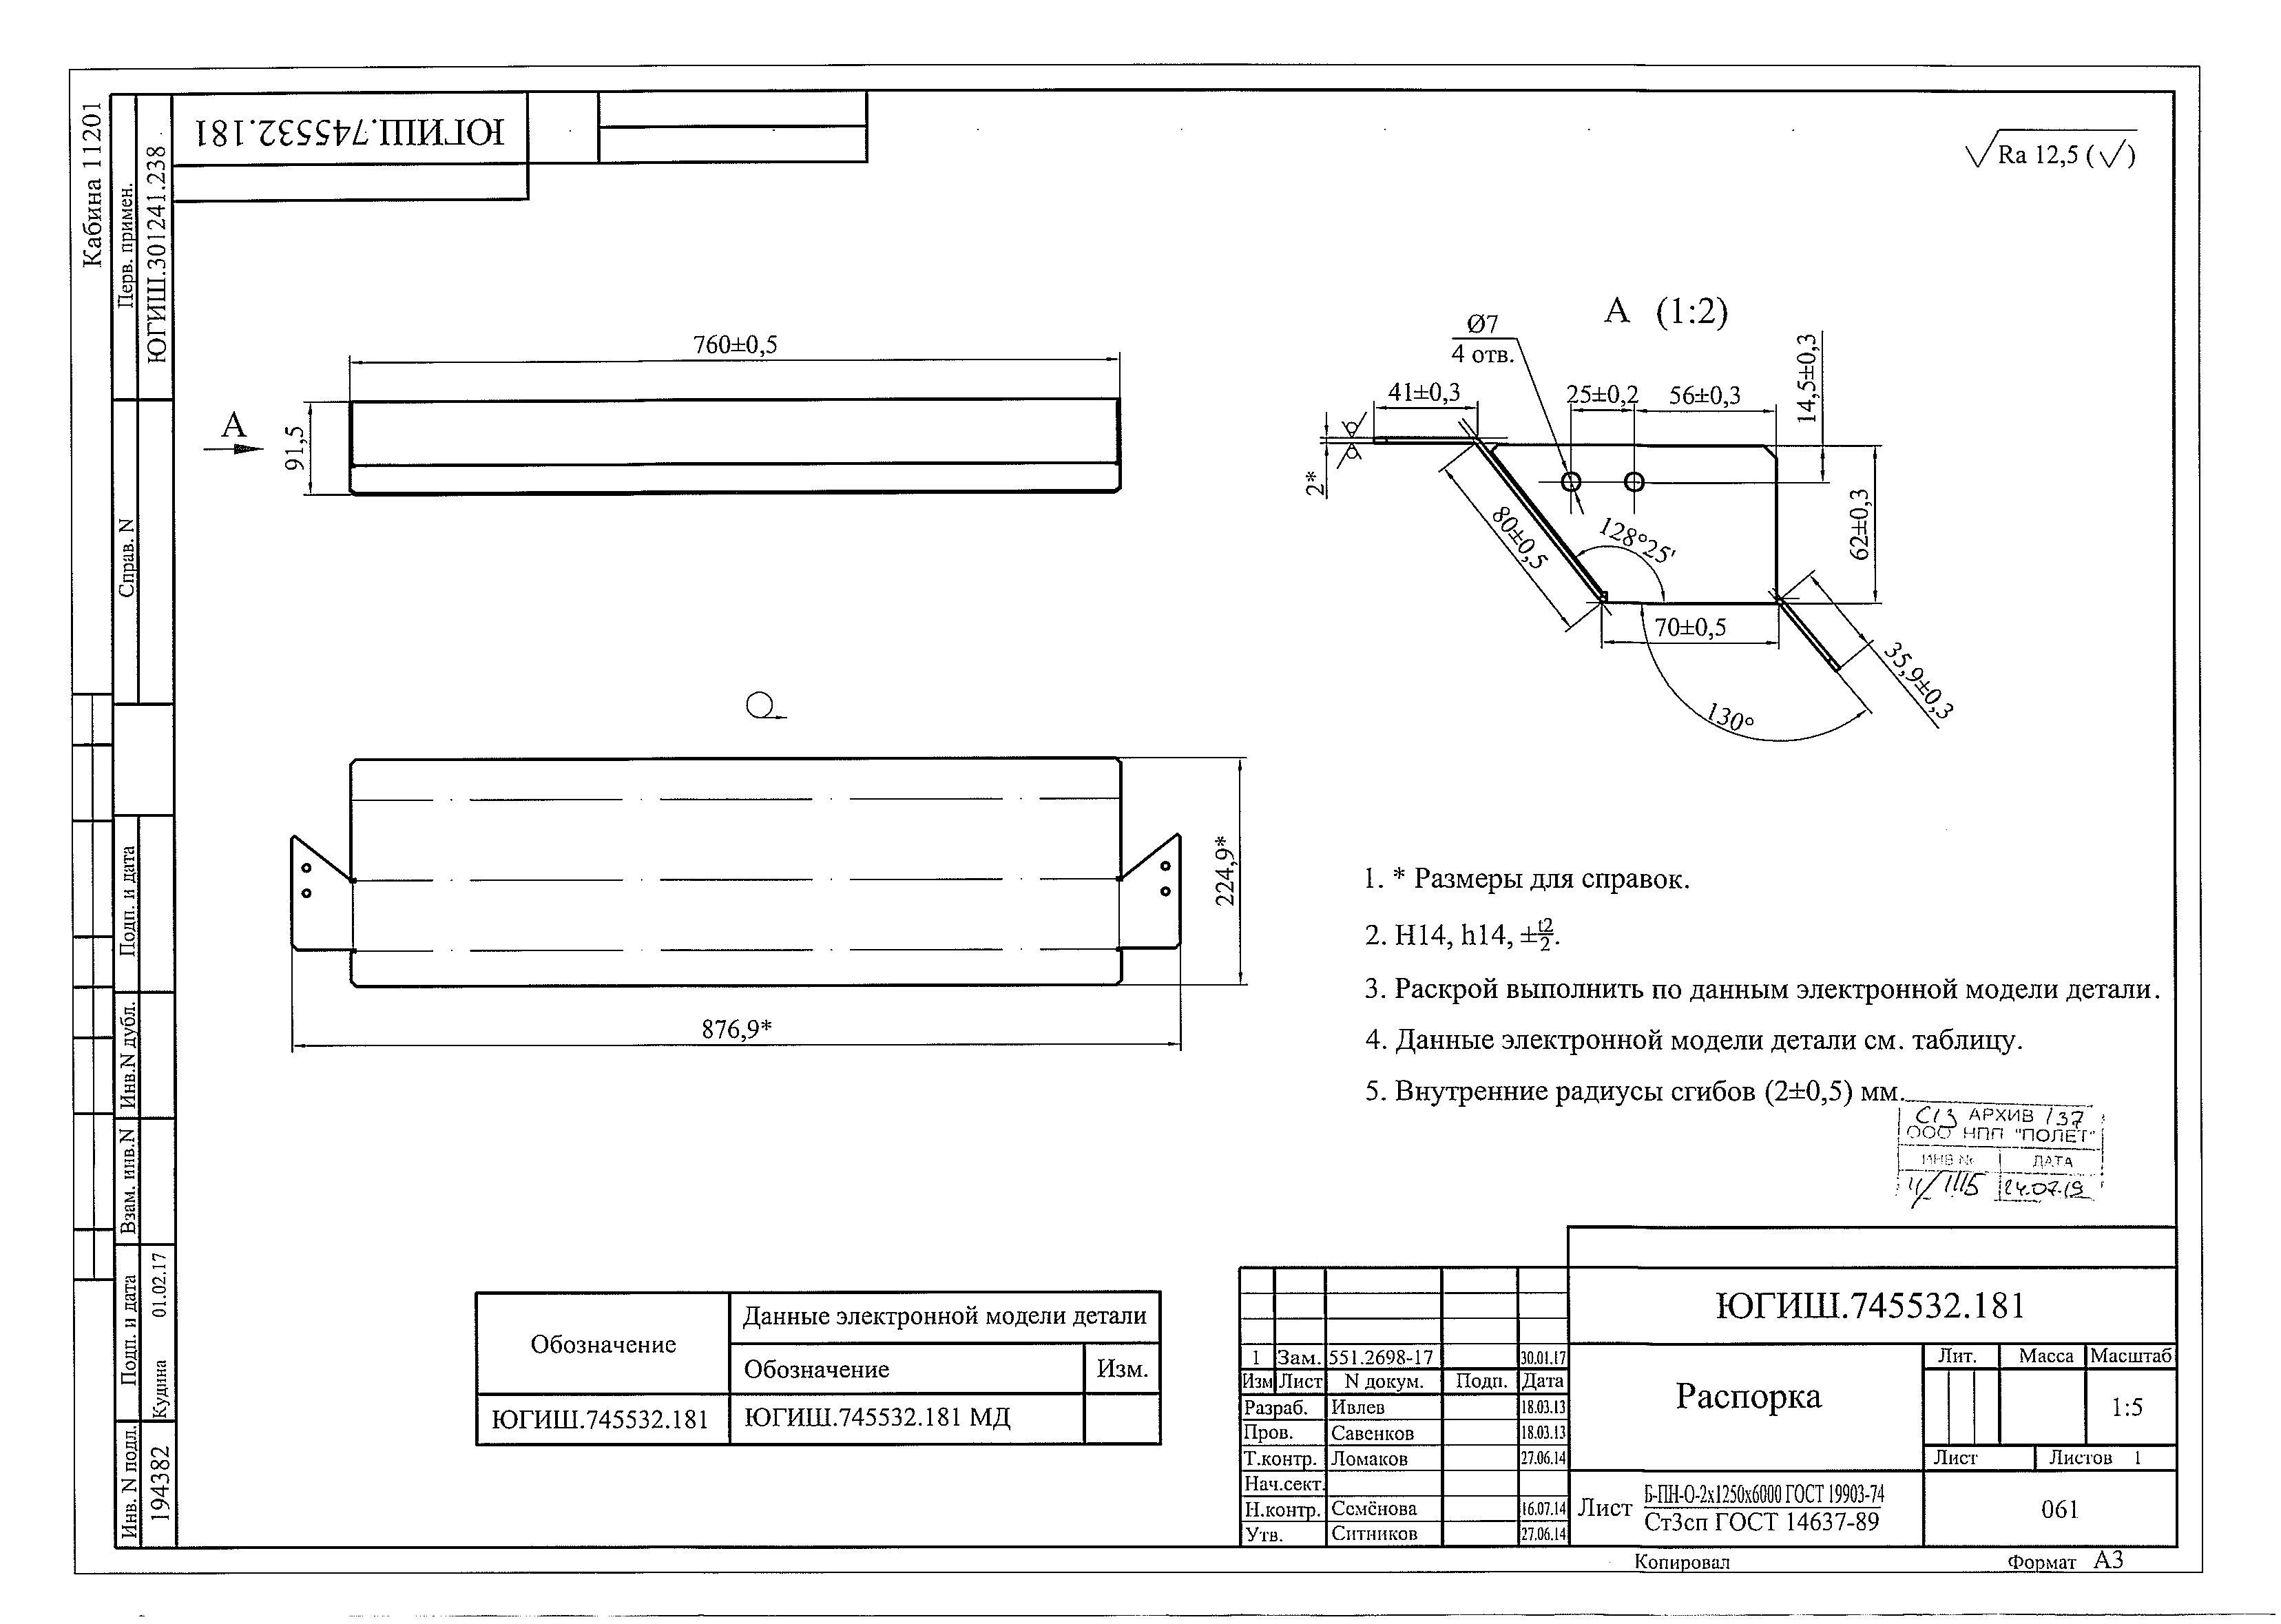 Кабина 11201
Перв. примен.
ЮГИШ.301241.238
Справ. N
Подп. и дата
Инв.N дубл.
Взам. инв.N
Подп. и дата
Кудина 01.02.17
Инв. N подл.
194382
ЮГИШ.745532.181
Ra 12,5 ( )
760±0,5
91,5
А
А (1:2)
Ø7
4 отв.
41±0,3
25±0,2
56±0,3
14,5±0,3
2*
80±0,5
128°25'
62±0,3
70±0,5
35,9±0,3
130°
224,9*
876,9*
1. * Размеры для справок.
2. H14, h14, ±t2/2.
3. Раскрой выполнить по данным электронной модели детали.
4. Данные электронной модели детали см. таблицу.
5. Внутренние радиусы сгибов (2±0,5) мм.
АРХИВ 137
ООО НПП "ПОЛЕТ"
ИНВ № ДАТА
24.07.19
Обозначение
Данные электронной модели детали
Обозначение Изм.
ЮГИШ.745532.181 ЮГИШ.745532.181 МД
ЮГИШ.745532.181
1 Зам. 551.2698-17 30.01.17
Изм Лист N докум. Подп. Дата
Разраб. Ивлев 18.03.13
Пров. Савенков 18.03.13
Т.контр. Ломаков 27.06.14
Нач.сект.
Н.контр. Семёнова 16.07.14
Утв. Ситников 27.06.14
Распорка
Лит. Масса Масштаб
1:5
Лист Листов 1
Лист Б-ПН-О-2х1250х6000 ГОСТ 19903-74
Ст3сп ГОСТ 14637-89
061
Копировал Формат А3